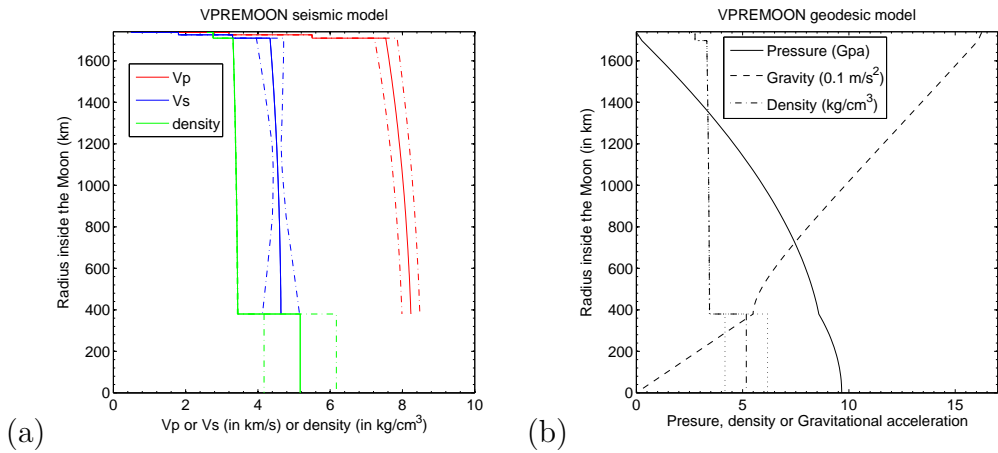 VPREMOON seismic model
1600
1400
1200
1000
800
600
400
200
0
Radius inside the Moon (km)
Vp
Vs
density
0 2 4 6 8 10
Vp or Vs (in km/s) or density (in kg/cm³)
(a)
VPREMOON geodesic model
1600
1400
1200
1000
800
600
400
200
0
Radius inside the Moon (in km)
Pressure (Gpa)
Gravity (0.1 m/s²)
Density (kg/cm³)
0 5 10 15
Presure, density or Gravitational acceleration
(b)